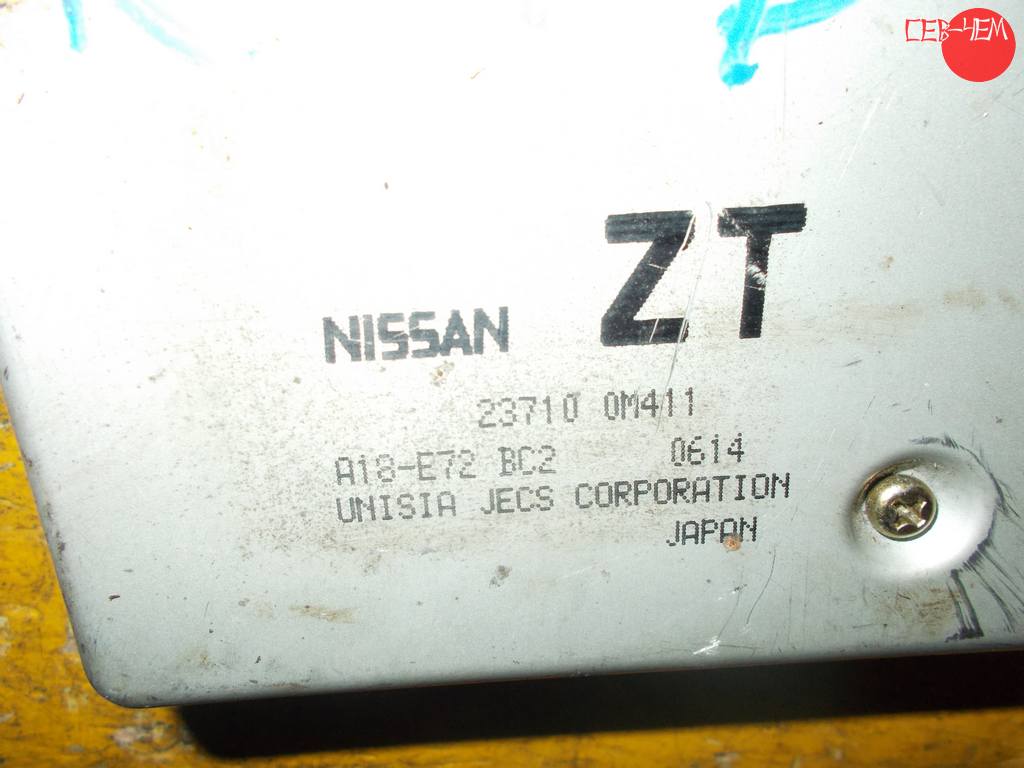 СЕВ-ЧЕМ
ZT
NISSAN
23710 0M411
A18-E72 BC2 0614
UNISIA JECS CORPORATION
JAPAN